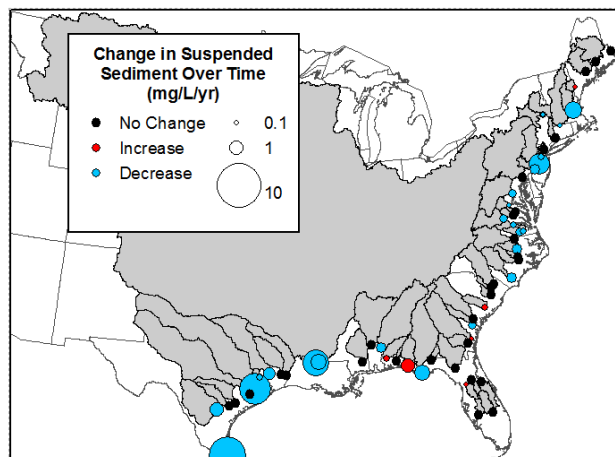 Change in Suspended
Sediment Over Time
(mg/L/yr)
No Change 0.1
Increase 1
Decrease
10